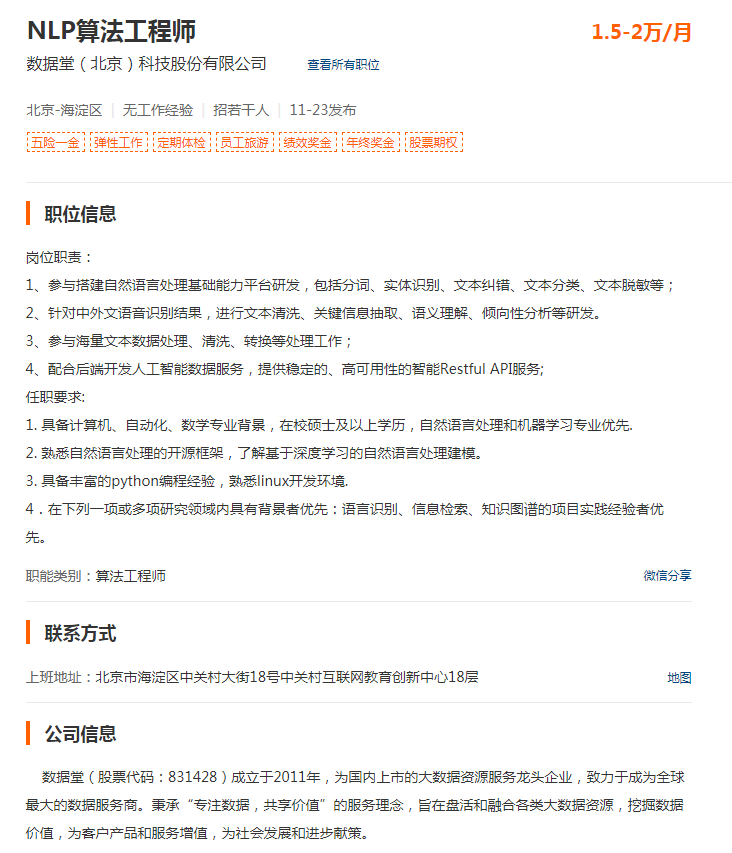 NLP算法工程师 1.5-2万/月
数据堂（北京）科技股份有限公司 查看所有职位
北京-海淀区 | 无工作经验 | 招若干人 | 11-23发布
五险一金 弹性工作 定期体检 员工旅游 绩效奖金 年终奖金 股票期权
职位信息
岗位职责：
1、参与搭建自然语言处理基础能力平台研发，包括分词、实体识别、文本纠错、文本分类、文本脱敏等；
2、针对中外文语音识别结果，进行文本清洗、关键信息抽取、语义理解、倾向性分析等研发。
3、参与海量文本数据处理、清洗、转换等处理工作；
4、配合后端开发人工智能数据服务，提供稳定的、高可用性的智能Restful API服务;
任职要求:
1. 具备计算机、自动化、数学专业背景，在校硕士及以上学历，自然语言处理和机器学习专业优先.
2. 熟悉自然语言处理的开源框架，了解基于深度学习的自然语言处理建模。
3. 具备丰富的python编程经验，熟悉linux开发环境.
4．在下列一项或多项研究领域内具有背景者优先：语言识别、信息检索、知识图谱的项目实践经验者优
先。
职能类别：算法工程师 微信分享
联系方式
上班地址：北京市海淀区中关村大街18号中关村互联网教育创新中心18层 地图
公司信息
数据堂（股票代码：831428）成立于2011年，为国内上市的大数据资源服务龙头企业，致力于成为全球
最大的数据服务商。秉承“专注数据，共享价值”的服务理念，旨在盘活和融合各类大数据资源，挖掘数据
价值，为客户产品和服务增值，为社会发展和进步献策。